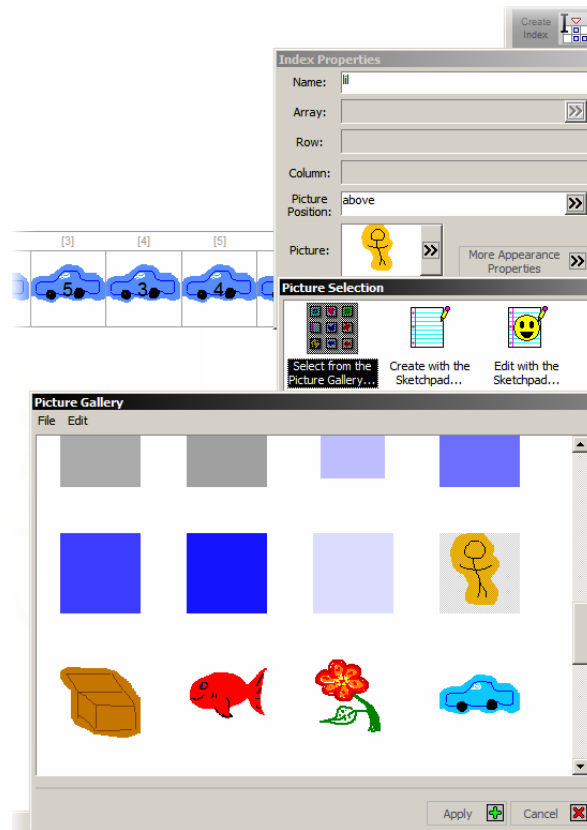 Create
Index
Index Properties
Name: lil
Array:
Row:
Column:
Picture
Position: above
[3] [4] [5]
5 3 4
Picture:
More Appearance
Properties
Picture Selection
Select from the
Picture Gallery...
Create with the
Sketchpad...
Edit with the
Sketchpad...
Picture Gallery
File Edit
Apply Cancel